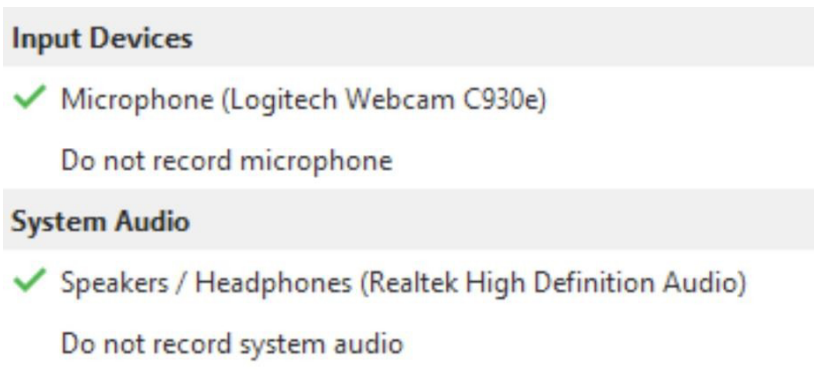 Input Devices
Microphone (Logitech Webcam C930e)
Do not record microphone
System Audio
Speakers / Headphones (Realtek High Definition Audio)
Do not record system audio